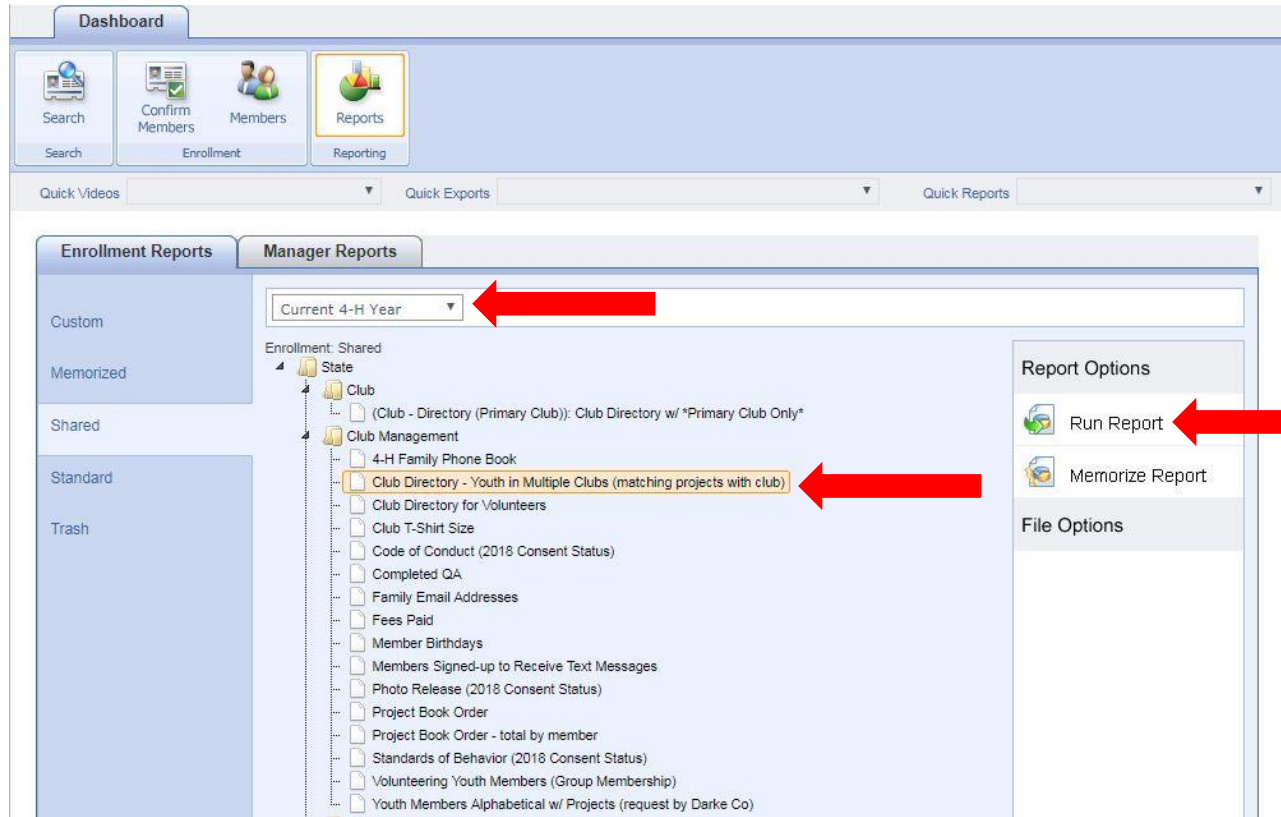 Dashboard
Search
Confirm
Members
Members
Reports
Search
Enrollment
Reporting
Quick Videos
Quick Exports
Quick Reports
Enrollment Reports
Manager Reports
Custom
Memorized
Shared
Standard
Trash
Current 4-H Year
Enrollment: Shared
State
Club
(Club - Directory (Primary Club)): Club Directory w/ *Primary Club Only*
Club Management
4-H Family Phone Book
Club Directory - Youth in Multiple Clubs (matching projects with club)
Club Directory for Volunteers
Club T-Shirt Size
Code of Conduct (2018 Consent Status)
Completed QA
Family Email Addresses
Fees Paid
Member Birthdays
Members Signed-up to Receive Text Messages
Photo Release (2018 Consent Status)
Project Book Order
Project Book Order - total by member
Standards of Behavior (2018 Consent Status)
Volunteering Youth Members (Group Membership)
Youth Members Alphabetical w/ Projects (request by Darke Co)
Report Options
Run Report
Memorize Report
File Options